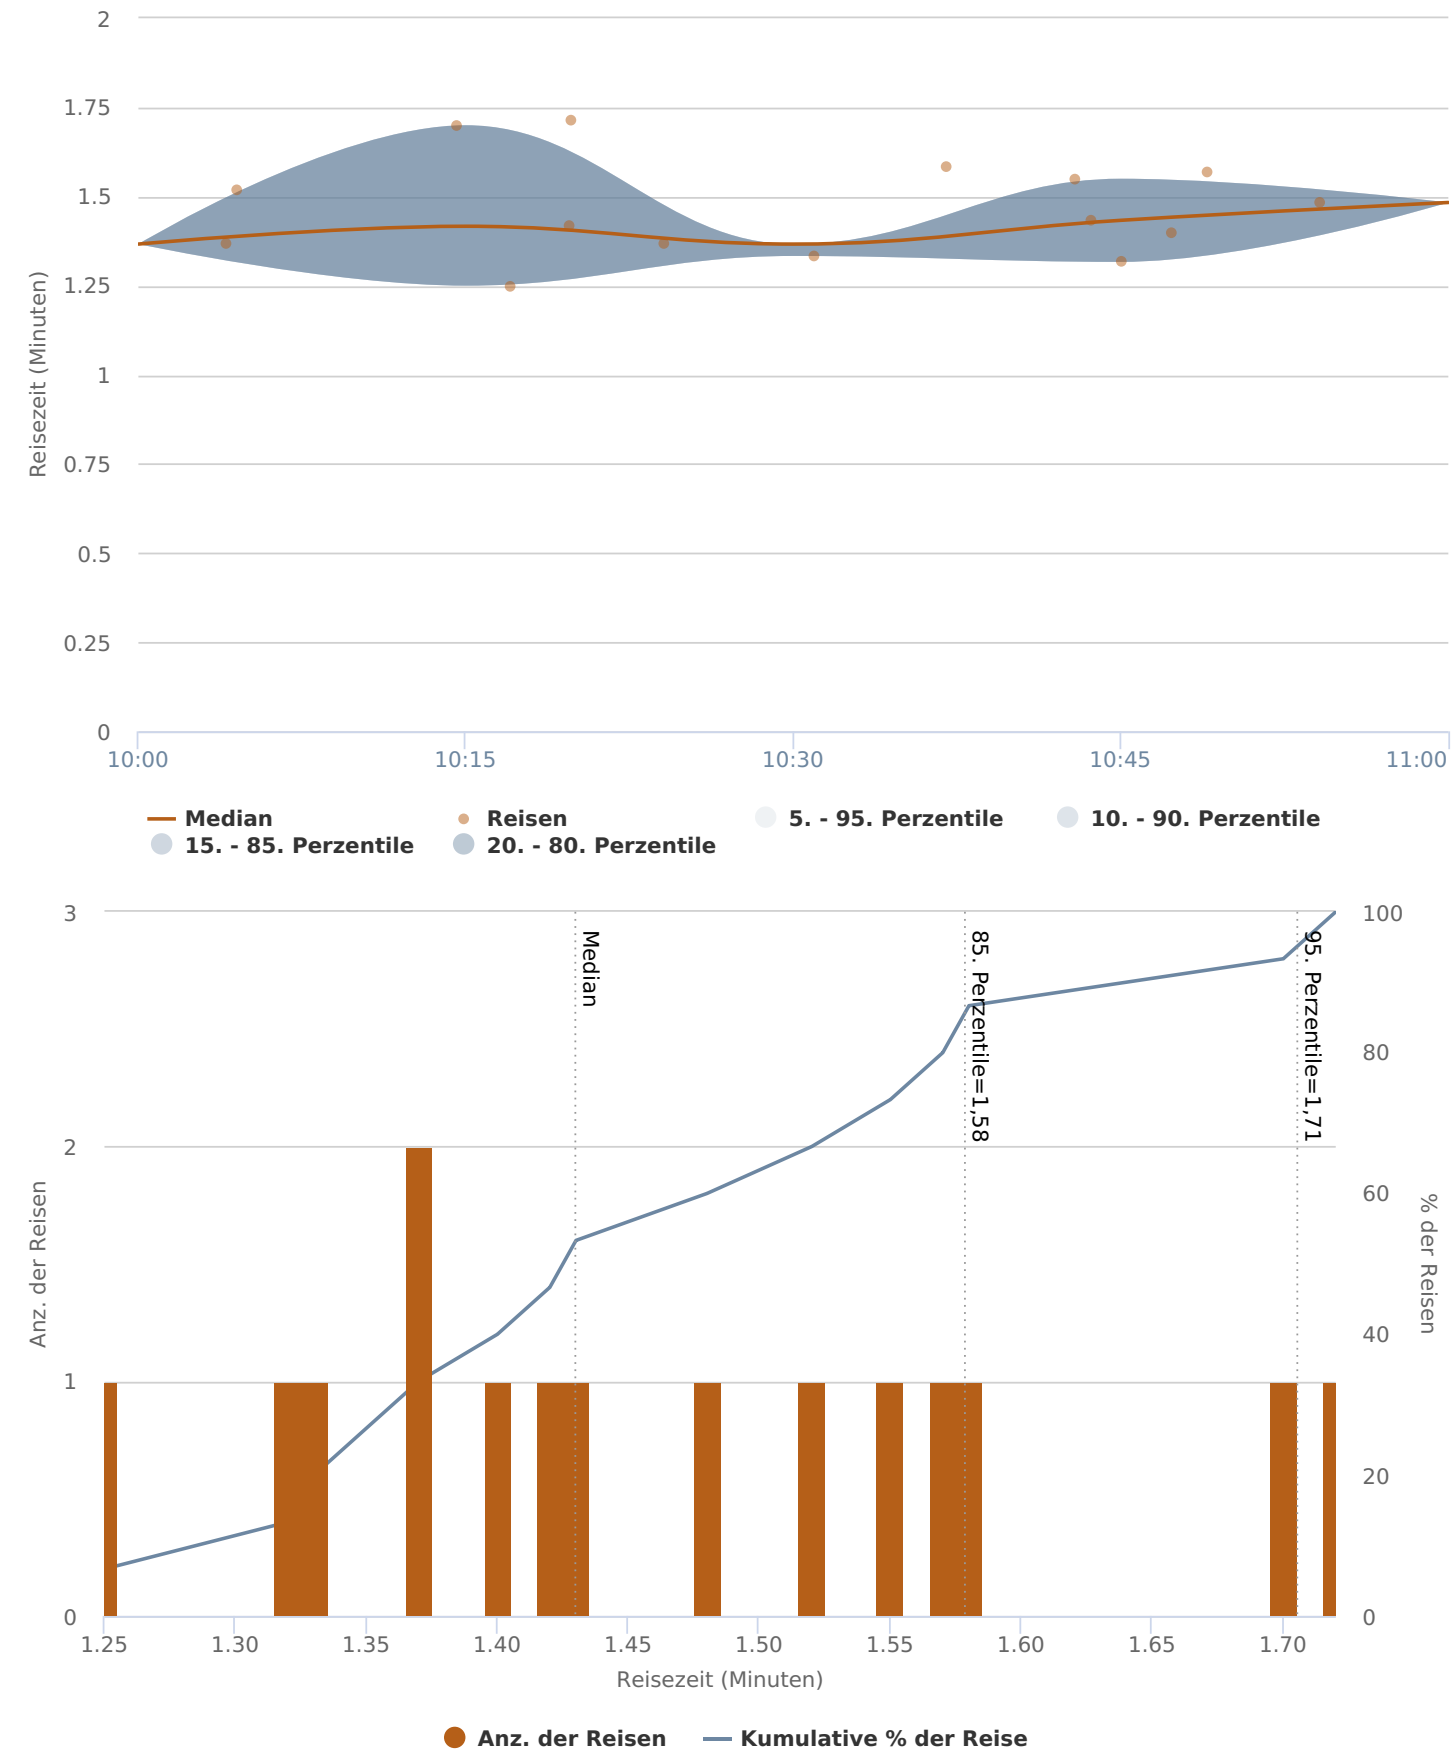 2
1.75
1.5
1.25
1
0.75
0.5
0.25
0
Reisezeit (Minuten)
10:00 10:15 10:30 10:45 11:00
Median Reisen 5. - 95. Perzentile 10. - 90. Perzentile
15. - 85. Perzentile 20. - 80. Perzentile
3
2
1
0
Anz. der Reisen
Median
85. Perzentile=1,58
95. Perzentile=1,71
100
80
60
40
20
0
% der Reisen
1.25 1.30 1.35 1.40 1.45 1.50 1.55 1.60 1.65 1.70
Reisezeit (Minuten)
Anz. der Reisen Kumulative % der Reise